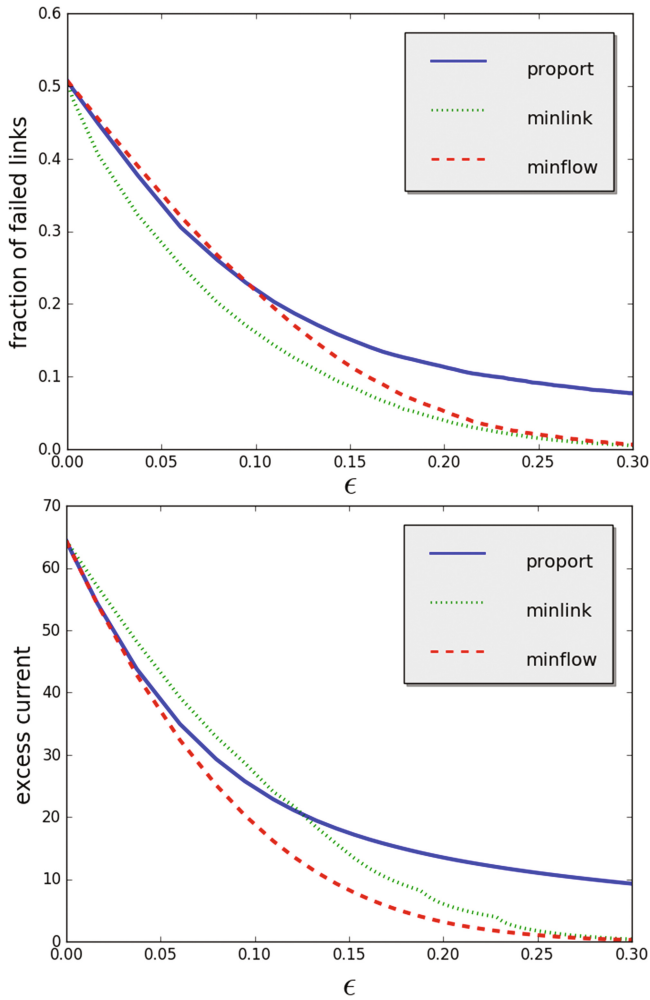 0.6
0.5
0.4
0.3
0.2
0.1
0.0
fraction of failed links
proport
minlink
minflow
0.00 0.05 0.10 0.15 0.20 0.25 0.30
ϵ
70
60
50
40
30
20
10
0
excess current
proport
minlink
minflow
0.00 0.05 0.10 0.15 0.20 0.25 0.30
ϵ